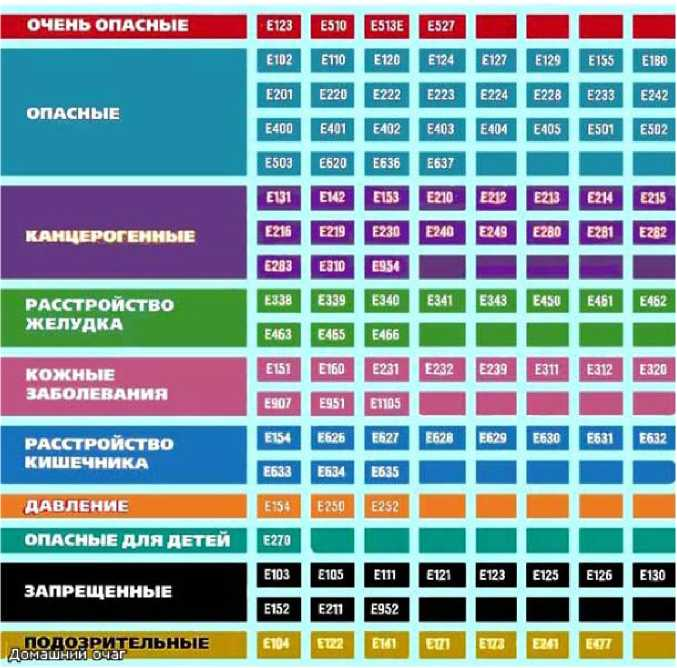 ОЧЕНЬ ОПАСНЫЕ E123 E510 E513E E527
E102 E110 E120 E124 E127 E129 E155 E180
E201 E220 E222 E223 E224 E228 E233 E242
ОПАСНЫЕ
E400 E401 E402 E403 E404 E405 E501 E502
E503 E620 E636 E637
E131 E142 E153 E210 E212 E213 E214 E215
КАНЦЕРОГЕННЫЕ E216 E219 E230 E240 E249 E280 E281 E282
E283 E310 E954
РАССТРОЙСТВО E338 E339 E340 E341 E343 E450 E461 E462
ЖЕЛУДКА E463 E465 E466
КОЖНЫЕ E151 E160 E231 E232 E239 E311 E312 E320
ЗАБОЛЕВАНИЯ E907 E951 E1105
РАССТРОЙСТВО E154 E626 E627 E628 E629 E630 E631 E632
КИШЕЧНИКА E633 E634 E635
ДАВЛЕНИЕ E154 E250 E252
ОПАСНЫЕ ДЛЯ ДЕТЕЙ E270
E103 E105 E111 E121 E123 E125 E126 E130
ЗАПРЕЩЕННЫЕ
E152 E211 E952
ПОДОЗРИТЕЛЬНЫЕ E104 E122 E141 E171 E173 E241 E477
Домашний очаг